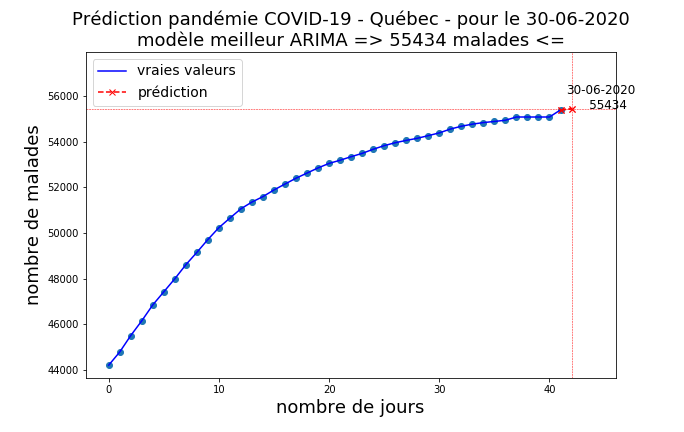 Prédiction pandémie COVID-19 - Québec - pour le 30-06-2020
modèle meilleur ARIMA => 55434 malades <=
vraies valeurs
prédiction
30-06-2020
55434
56000
54000
52000
50000
48000
46000
44000
nombre de malades
0 10 20 30 40
nombre de jours